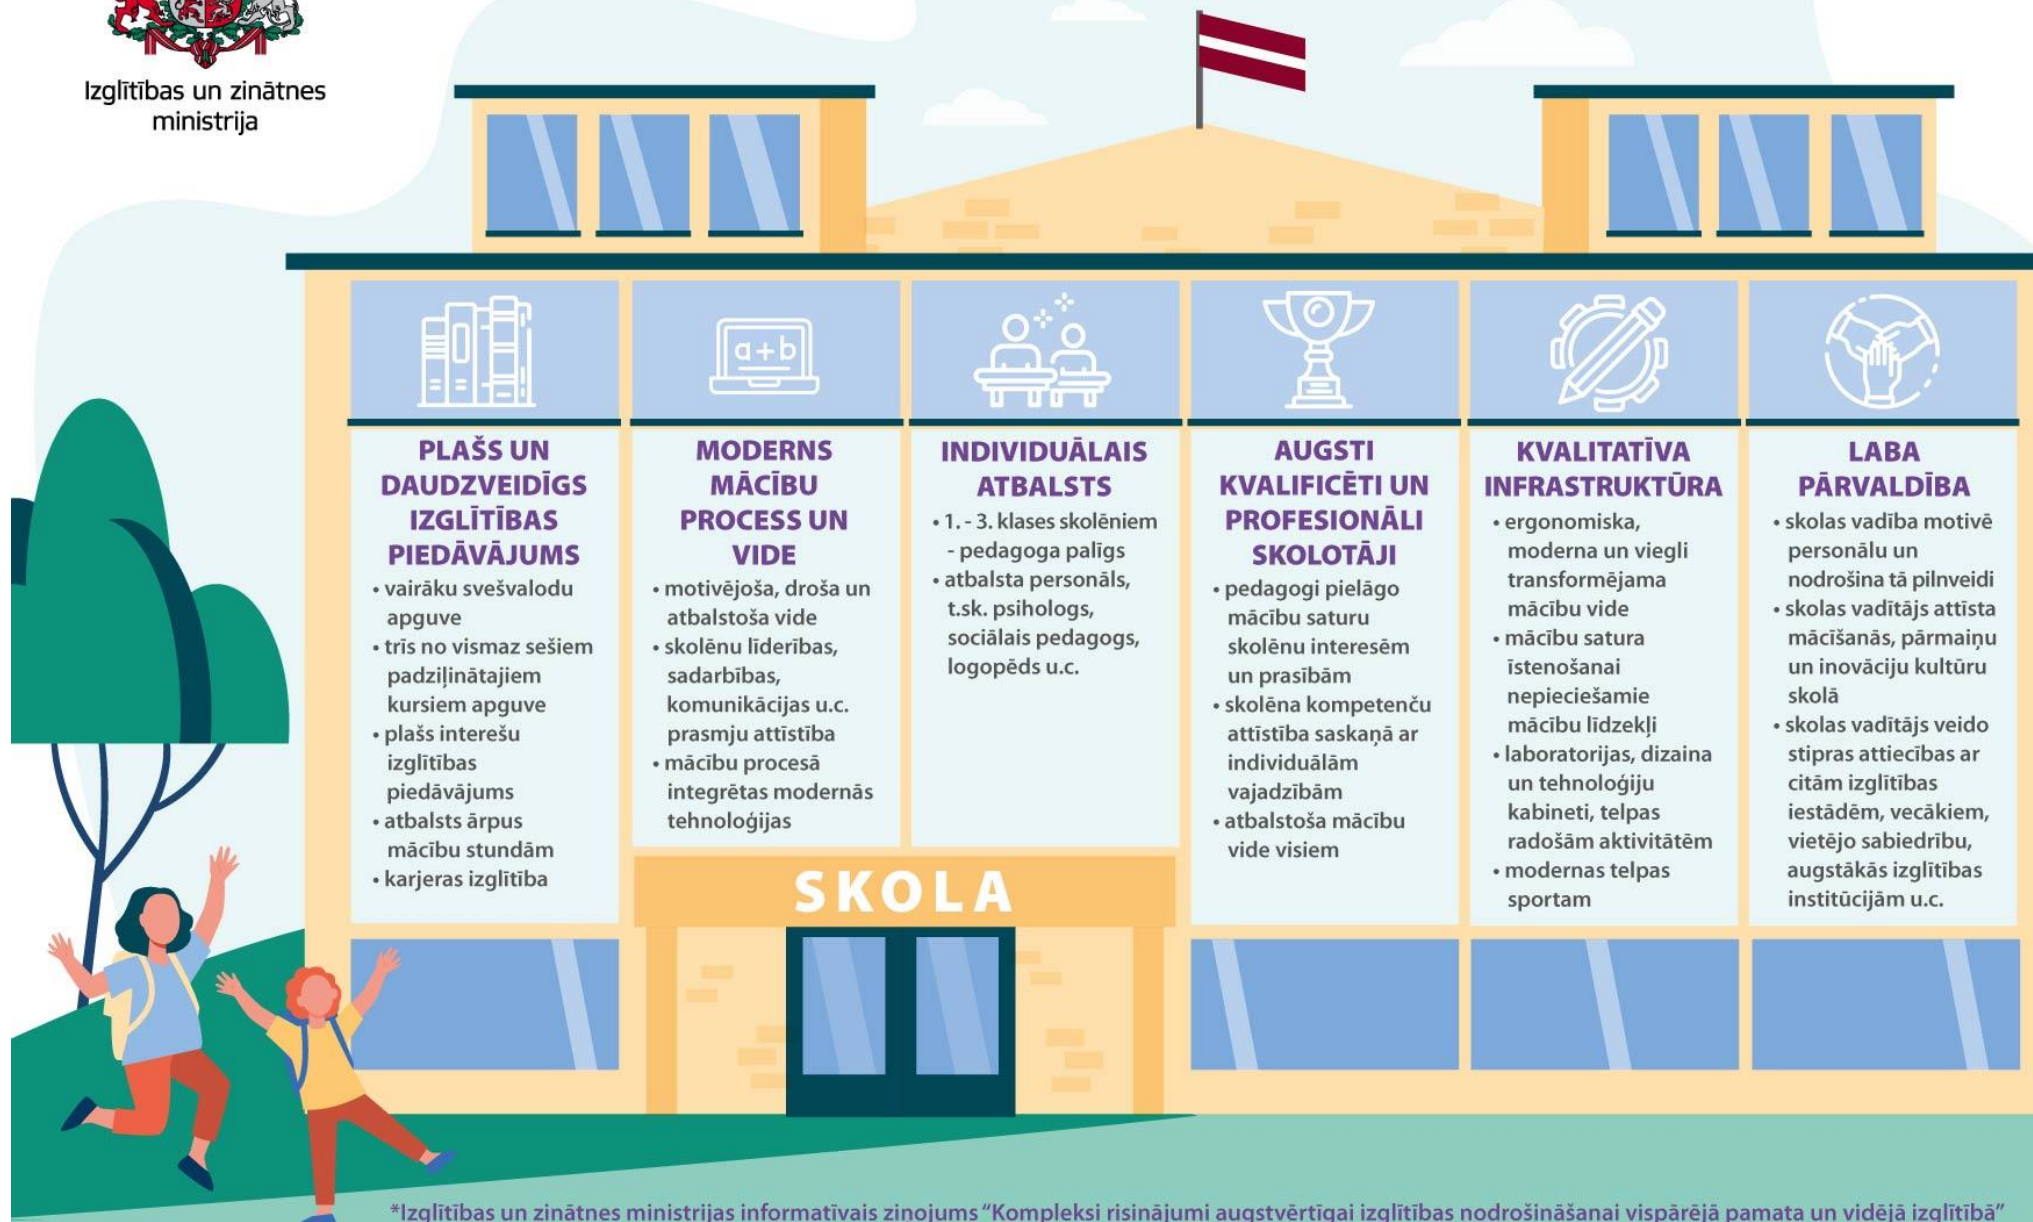 Izglītības un zinātnes
ministrija
a+b
PLAŠS UN
DAUDZVEIDĪGS
IZGLĪTĪBAS
PIEDĀVĀJUMS
• vairāku svešvalodu
apguve
• trīs no vismaz sešiem
padziļinātajiem
kursiem apguve
• plašs interešu
izglītības
piedāvājums
• atbalsts ārpus
mācību stundām
• karjeras izglītība
MODERNS
MĀCĪBU
PROCESS UN
VIDE
• motivējoša, droša un
atbalstoša vide
• skolēnu līderības,
sadarbības,
komunikācijas u.c.
prasmju attīstība
• mācību procesā
integrētas modernās
tehnoloģijas
INDIVIDUĀLAIS
ATBALSTS
• 1. - 3. klases skolēniem
- pedagoga palīgs
• atbalsta personāls,
t.sk. psihologs,
sociālais pedagogs,
logopēds u.c.
AUGSTI
KVALIFICĒTI UN
PROFESIONĀLI
SKOLOTĀJI
• pedagogi pielāgo
mācību saturu
skolēnu interesēm
un prasībām
• skolēna kompetenču
attīstība saskaņā ar
individuālām
vajadzībām
• atbalstoša mācību
vide visiem
KVALITATĪVA
INFRASTRUKTŪRA
• ergonomiska,
moderna un viegli
transformējama
mācību vide
• mācību satura
īstenošanai
nepieciešamie
mācību līdzekļi
• laboratorijas, dizaina
un tehnoloģiju
kabineti, telpas
radošām aktivitātēm
• modernas telpas
sportam
LABA
PĀRVALDĪBA
• skolas vadība motivē
personālu un
nodrošina tā pilnveidi
• skolas vadītājs attīsta
mācīšanās, pārmaiņu
un inovāciju kultūru
skolā
• skolas vadītājs veido
stipras attiecības ar
citām izglītības
iestādēm, vecākiem,
vietējo sabiedrību,
augstākās izglītības
institūcijām u.c.
SKOLA
*Izglītības un zinātnes ministrijas informatīvais ziņojums “Kompleksi risinājumi augstvērtīgai izglītības nodrošināšanai vispārējā pamata un vidējā izglītībā”